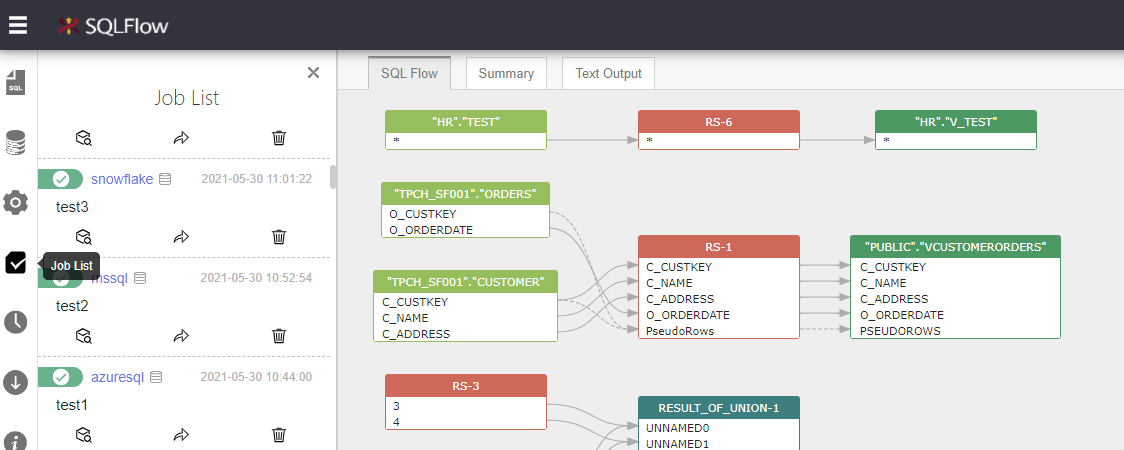 SQLFlow
SQL
Job List
snowflake 2021-05-30 11:01:22
test3
Job List
mssql 2021-05-30 10:52:54
test2
azuresql 2021-05-30 10:44:00
test1
SQL Flow Summary Text Output
"HR"."TEST"
*
RS-6
*
"HR"."V_TEST"
*
"TPCH_SF001"."ORDERS"
O_CUSTKEY
O_ORDERDATE
"TPCH_SF001"."CUSTOMER"
C_CUSTKEY
C_NAME
C_ADDRESS
RS-1
C_CUSTKEY
C_NAME
C_ADDRESS
O_ORDERDATE
PseudoRows
"PUBLIC"."VCUSTOMERORDERS"
C_CUSTKEY
C_NAME
C_ADDRESS
O_ORDERDATE
PSEUDOROWS
RS-3
3
4
RESULT_OF_UNION-1
UNNAMED0
UNNAMED1